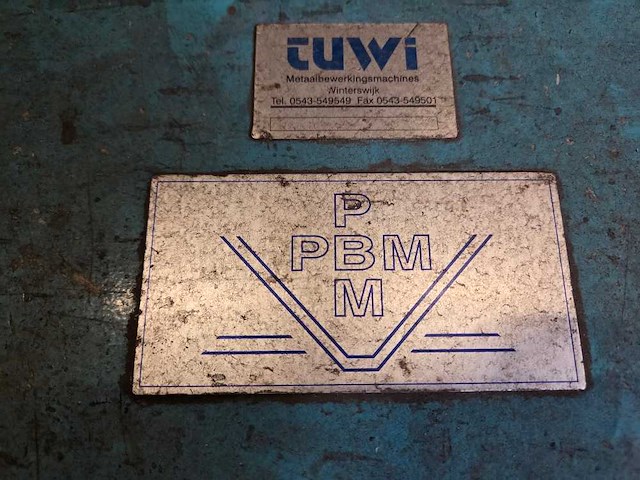 tuwi
Metaalbewerkingsmachines
Winterswijk
Tel. 0543-549549 Fax 0543-549501
P
PBM
M